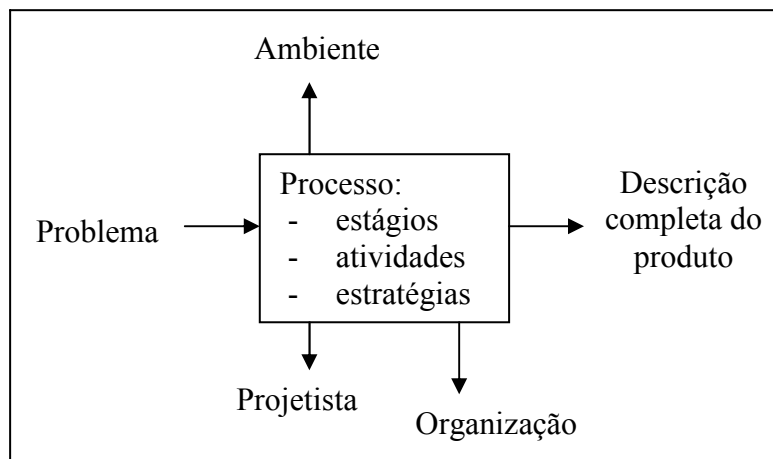 Ambiente
Problema
Processo:
- estágios
- atividades
- estratégias
Descrição
completa do
produto
Projetista
Organização